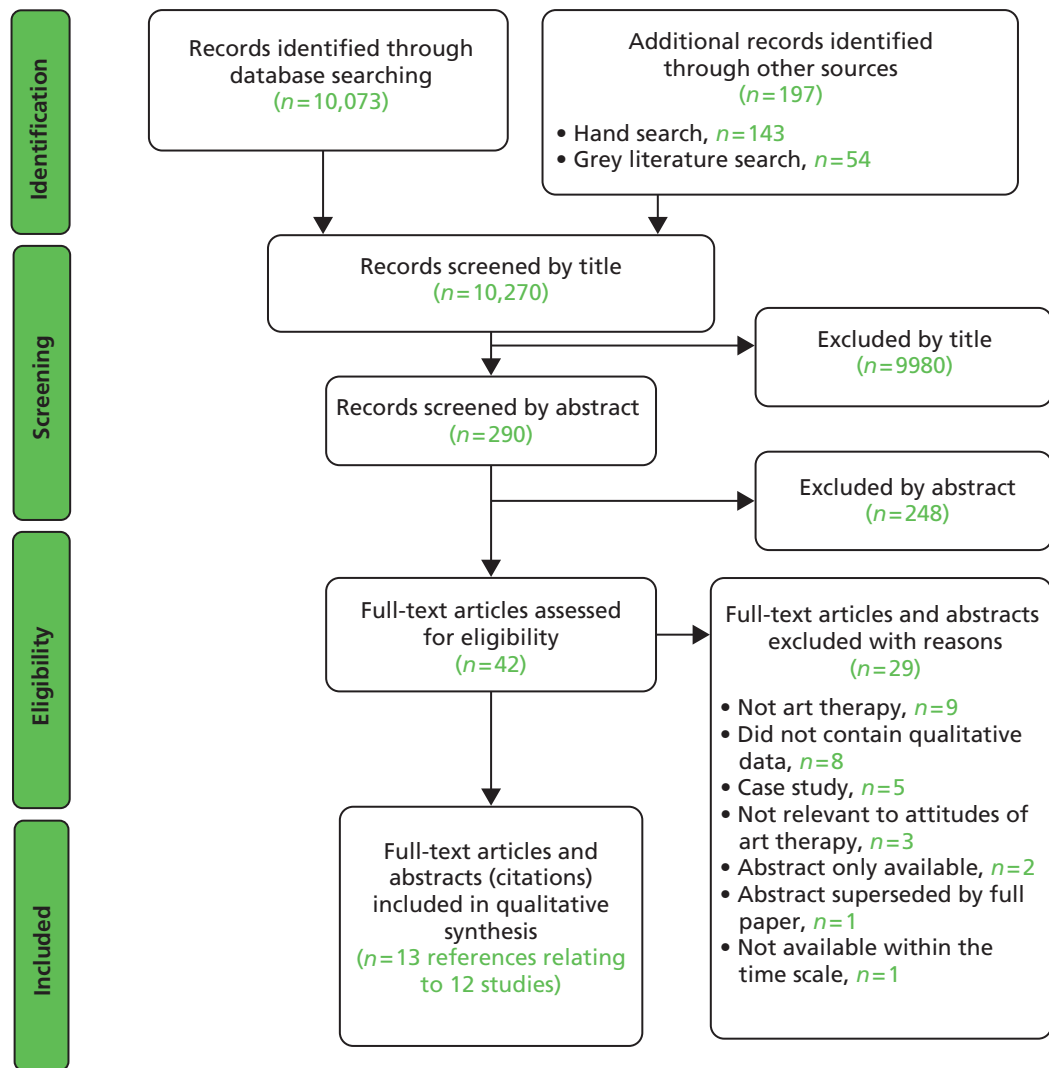 Identification
Records identified through
database searching
(n=10,073)
Additional records identified
through other sources
(n=197)
• Hand search, n=143
• Grey literature search, n=54
Screening
Records screened by title
(n=10,270)
Excluded by title
(n=9980)
Records screened by abstract
(n=290)
Excluded by abstract
(n=248)
Eligibility
Full-text articles assessed
for eligibility
(n=42)
Full-text articles and abstracts
excluded with reasons
(n=29)
• Not art therapy, n=9
• Did not contain qualitative
data, n=8
• Case study, n=5
• Not relevant to attitudes of
art therapy, n=3
• Abstract only available, n=2
• Abstract superseded by full
paper, n=1
• Not available within the
time scale, n=1
Included
Full-text articles and
abstracts (citations)
included in qualitative
synthesis
(n=13 references relating
to 12 studies)